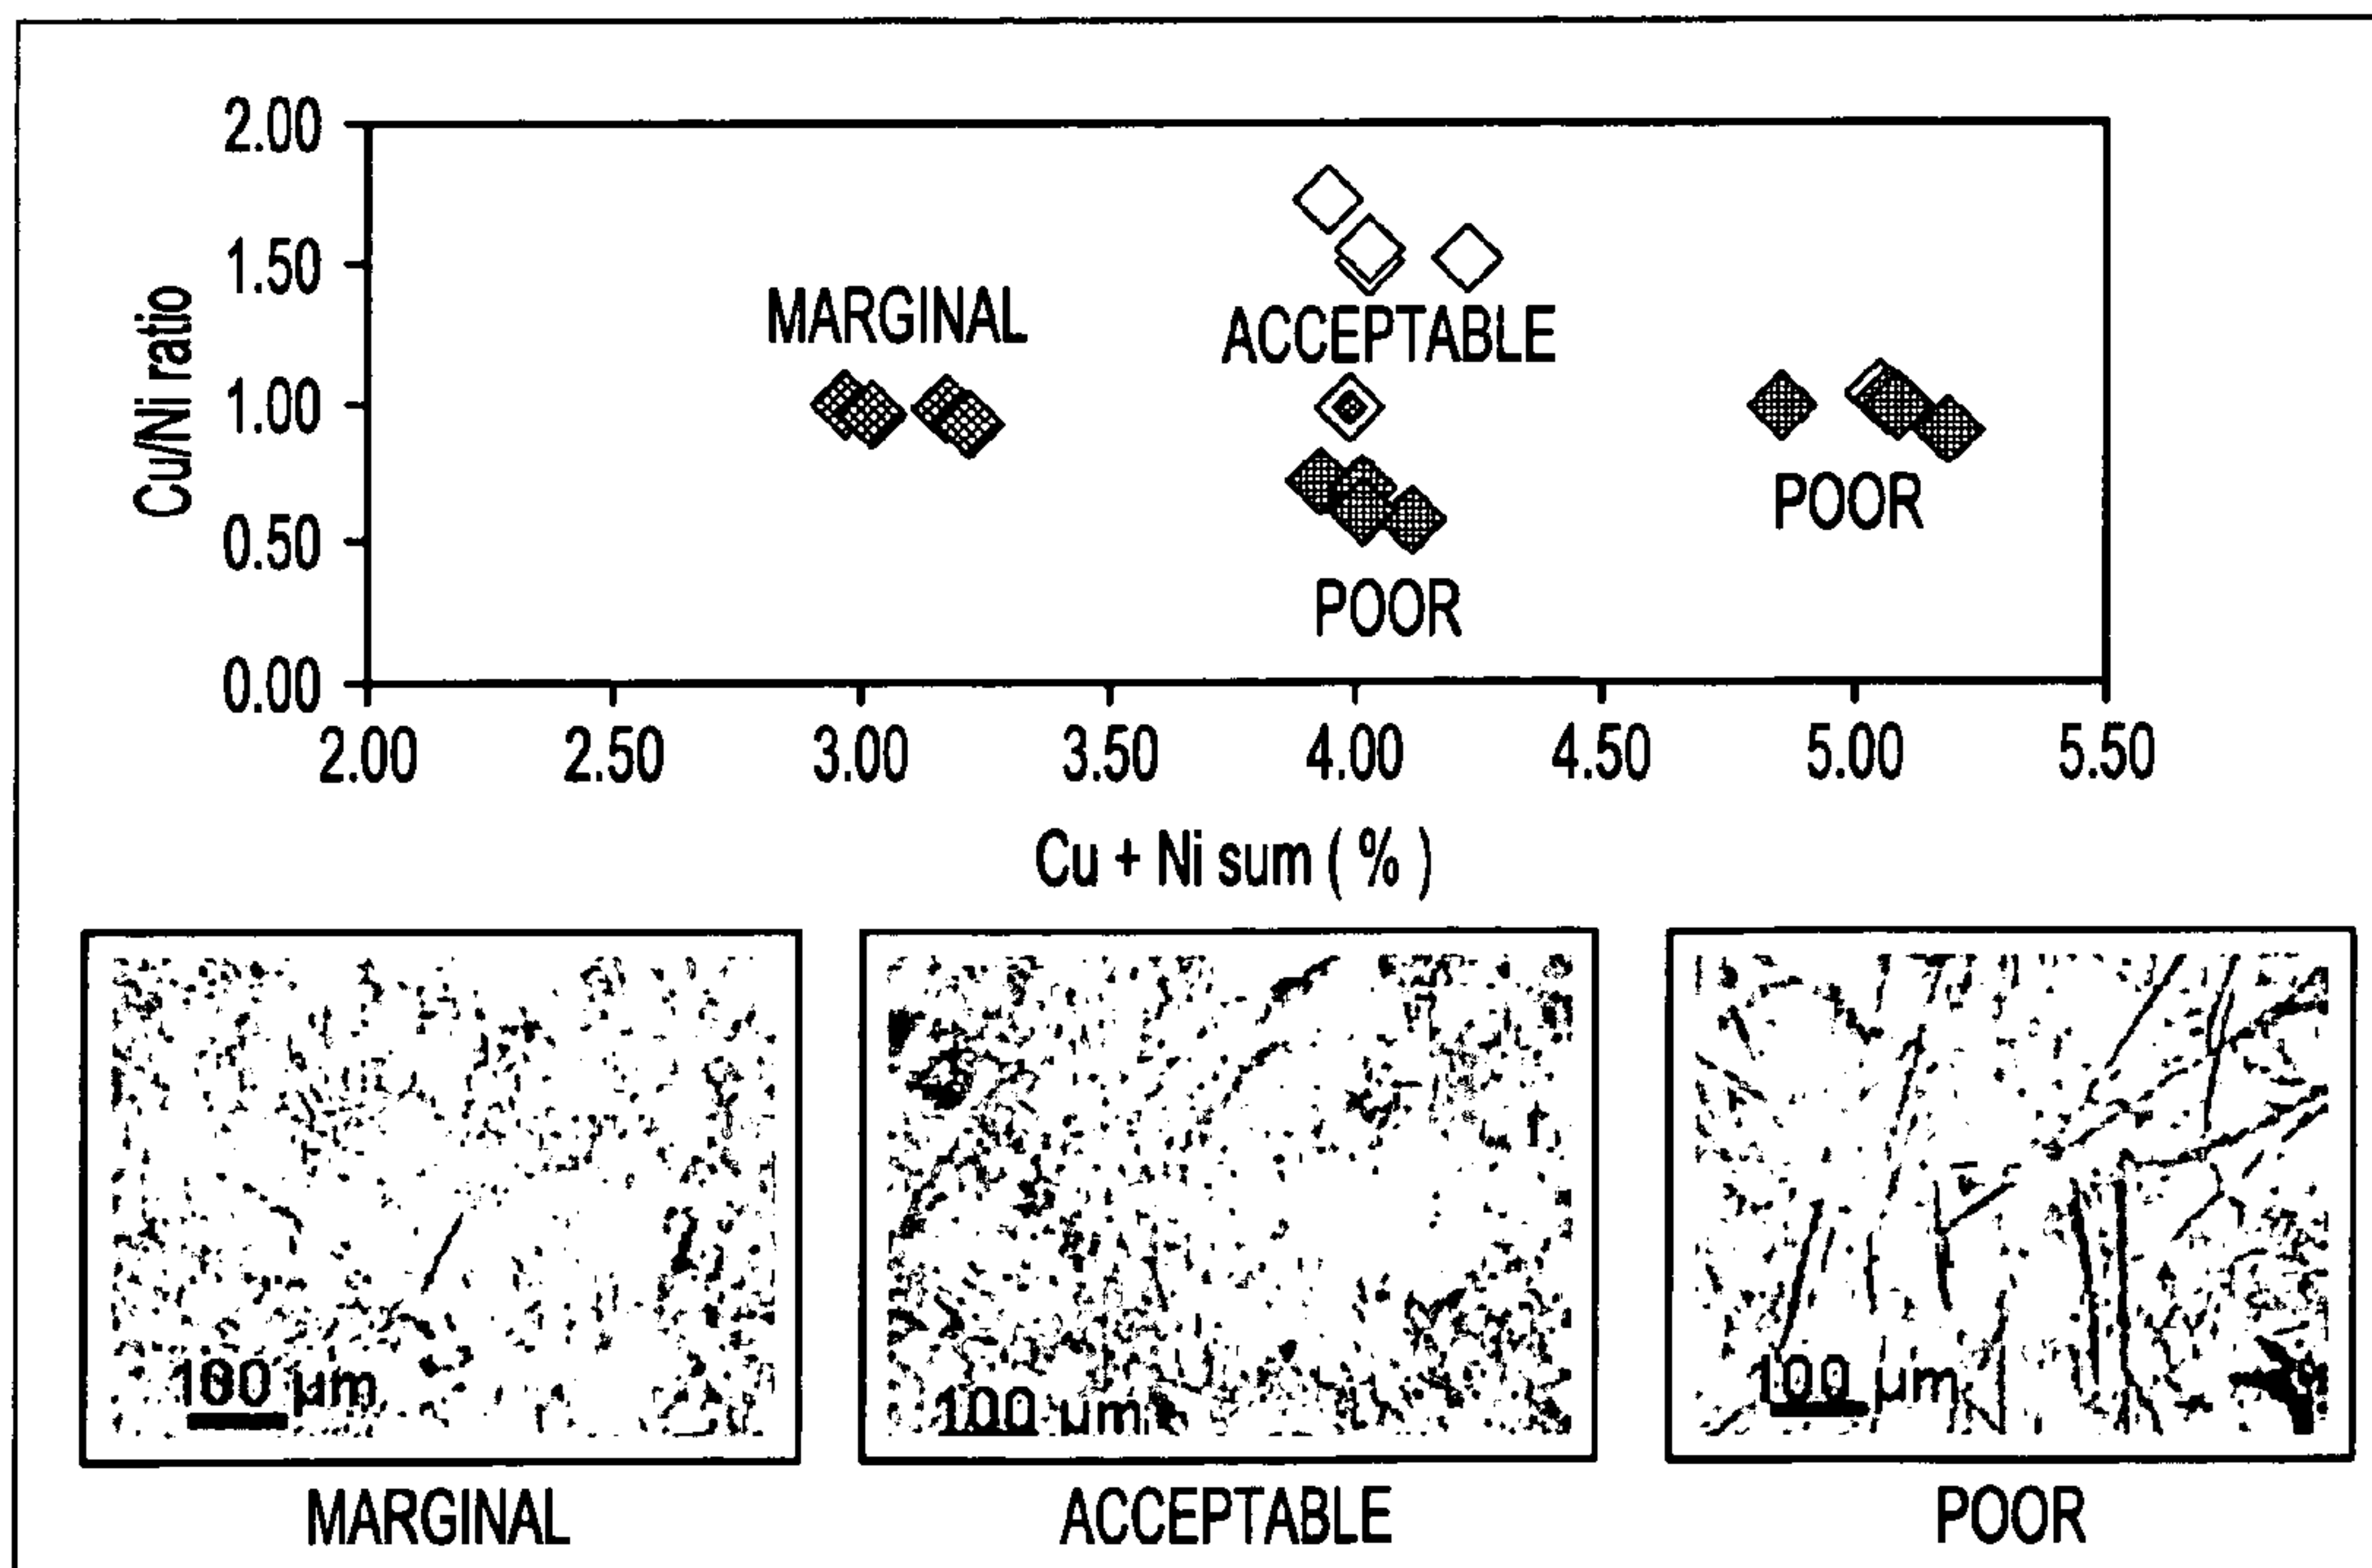 2.00
1.50
1.00
0.50
0.00
Cu/Ni ratio
MARGINAL
ACCEPTABLE
POOR
POOR
2.00 2.50 3.00 3.50 4.00 4.50 5.00 5.50
Cu + Ni sum ( % )
100 µm
100 µm
100 µm
MARGINAL
ACCEPTABLE
POOR